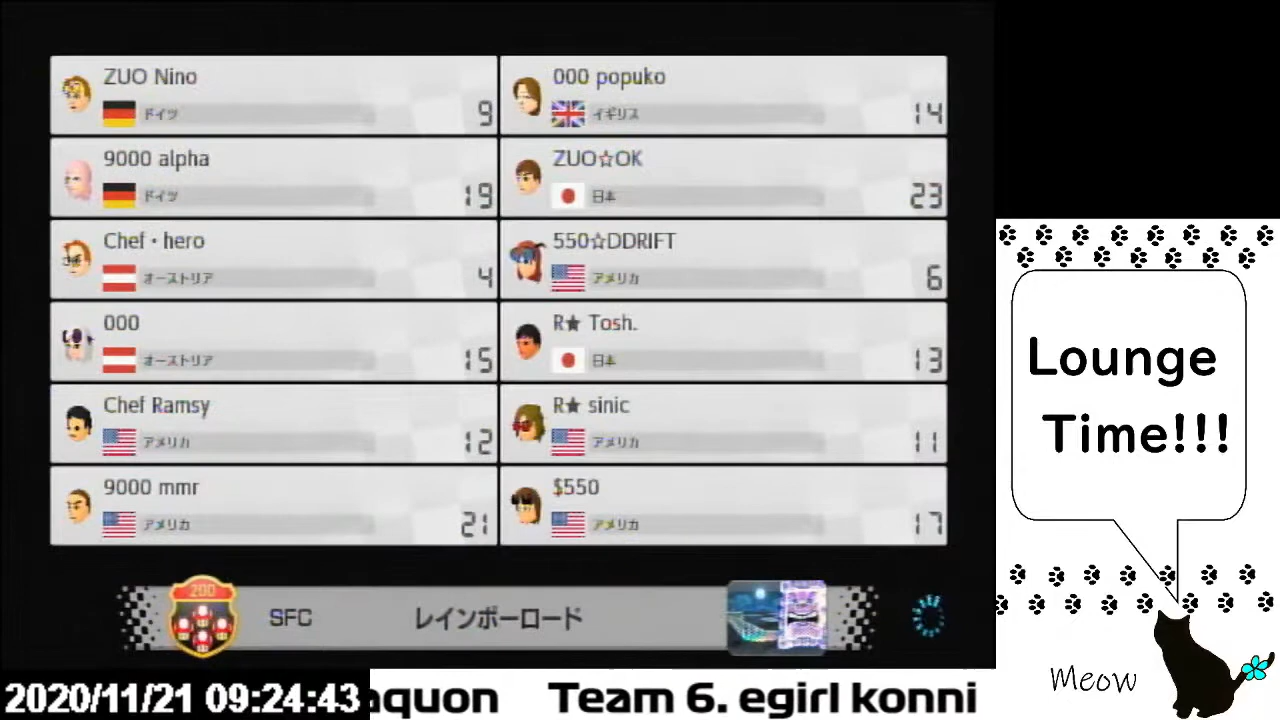 ZUO Nino
ドイツ
9
000 popuko
イギリス
14
9000 alpha
ドイツ
19
ZUO☆OK
日本
23
Chef・hero
オーストリア
4
550☆DDRIFT
アメリカ
6
000
オーストリア
15
R★ Tosh.
日本
13
Chef Ramsy
アメリカ
12
R★ sinic
アメリカ
11
9000 mmr
アメリカ
21
$550
アメリカ
17
200
SFC レインボーロード
Lounge
Time!!!
Meow
2020/11/21 09:24:43 aquon Team 6. egirl konni